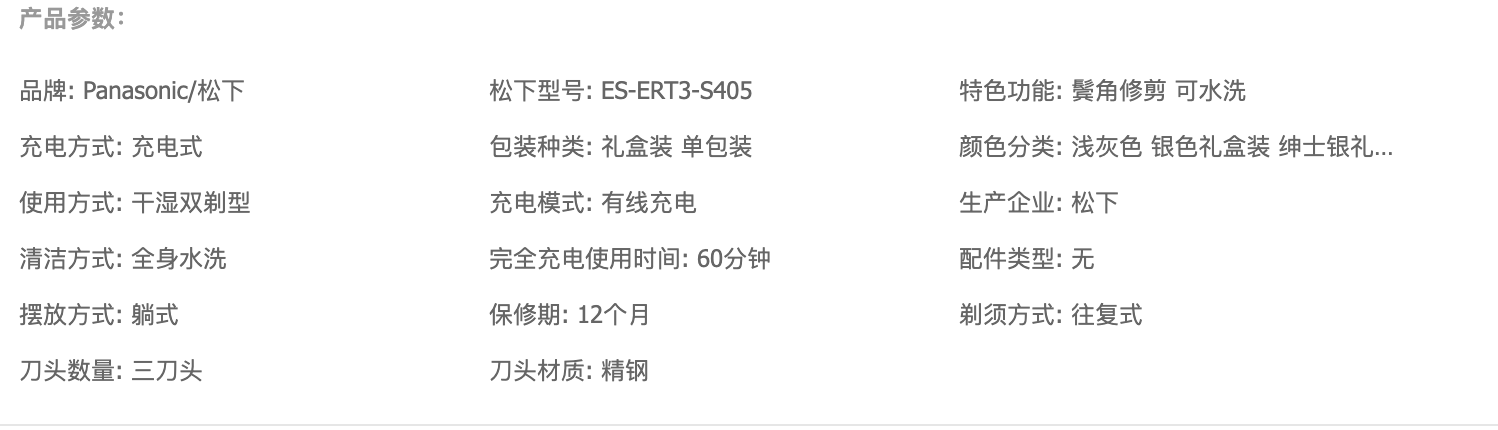 产品参数：
品牌: Panasonic/松下 松下型号: ES-ERT3-S405 特色功能: 鬓角修剪 可水洗
充电方式: 充电式 包装种类: 礼盒装 单包装 颜色分类: 浅灰色 银色礼盒装 绅士银礼...
使用方式: 干湿双剃型 充电模式: 有线充电 生产企业: 松下
清洁方式: 全身水洗 完全充电使用时间: 60分钟 配件类型: 无
摆放方式: 躺式 保修期: 12个月 剃须方式: 往复式
刀头数量: 三刀头 刀头材质: 精钢